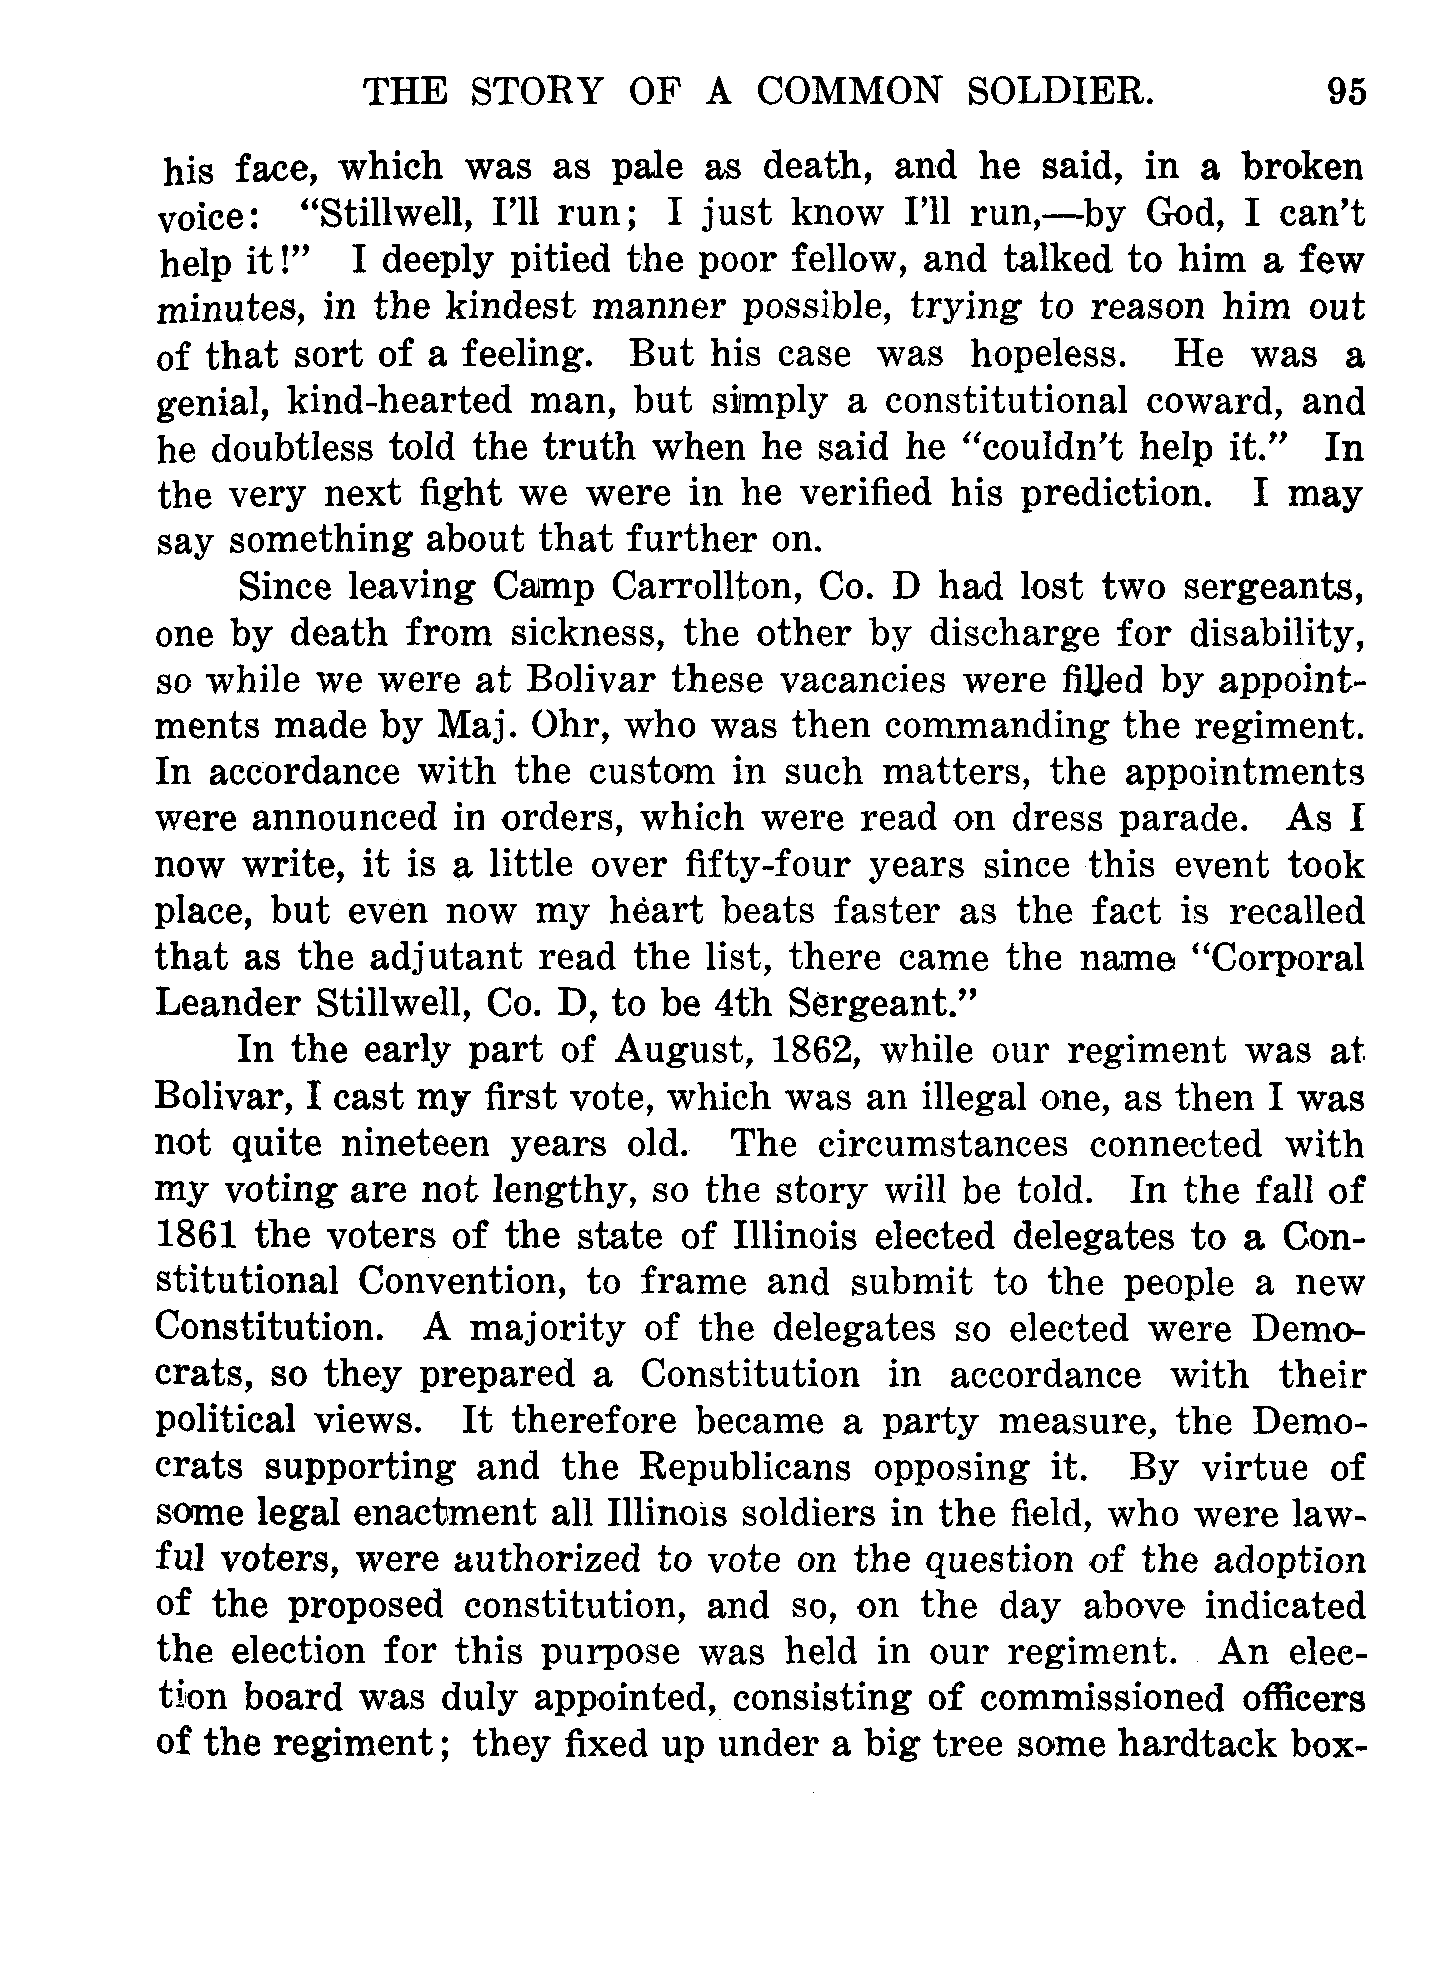 THE STORY OF A COMMON SOLDIER. 95
his face, which was as pale as death, and he said, in a broken
voice: “Stillwell, I’ll run; I just know I’ll run,—by God, I can’t
help it!” I deeply pitied the poor fellow, and talked to him a few
minutes, in the kindest manner possible, trying to reason him out
of that sort of a feeling. But his case was hopeless. He was a
genial, kind-hearted man, but simply a constitutional coward, and
he doubtless told the truth when he said he “couldn’t help it.” In
the very next fight we were in he verified his prediction. I may
say something about that further on.
Since leaving Camp Carrollton, Co. D had lost two sergeants,
one by death from sickness, the other by discharge for disability,
so while we were at Bolivar these vacancies were filled by appoint-
ments made by Maj. Ohr, who was then commanding the regiment.
In accordance with the custom in such matters, the appointments
were announced in orders, which were read on dress parade. As I
now write, it is a little over fifty-four years since this event took
place, but even now my heart beats faster as the fact is recalled
that as the adjutant read the list, there came the name “Corporal
Leander Stillwell, Co. D, to be 4th Sergeant.”
In the early part of August, 1862, while our regiment was at
Bolivar, I cast my first vote, which was an illegal one, as then I was
not quite nineteen years old. The circumstances connected with
my voting are not lengthy, so the story will be told. In the fall of
1861 the voters of the state of Illinois elected delegates to a Con-
stitutional Convention, to frame and submit to the people a new
Constitution. A majority of the delegates so elected were Demo-
crats, so they prepared a Constitution in accordance with their
political views. It therefore became a party measure, the Demo-
crats supporting and the Republicans opposing it. By virtue of
some legal enactment all Illinois soldiers in the field, who were law-
ful voters, were authorized to vote on the question of the adoption
of the proposed constitution, and so, on the day above indicated
the election for this purpose was held in our regiment. An elec-
tion board was duly appointed, consisting of commissioned officers
of the regiment; they fixed up under a big tree some hardtack box-